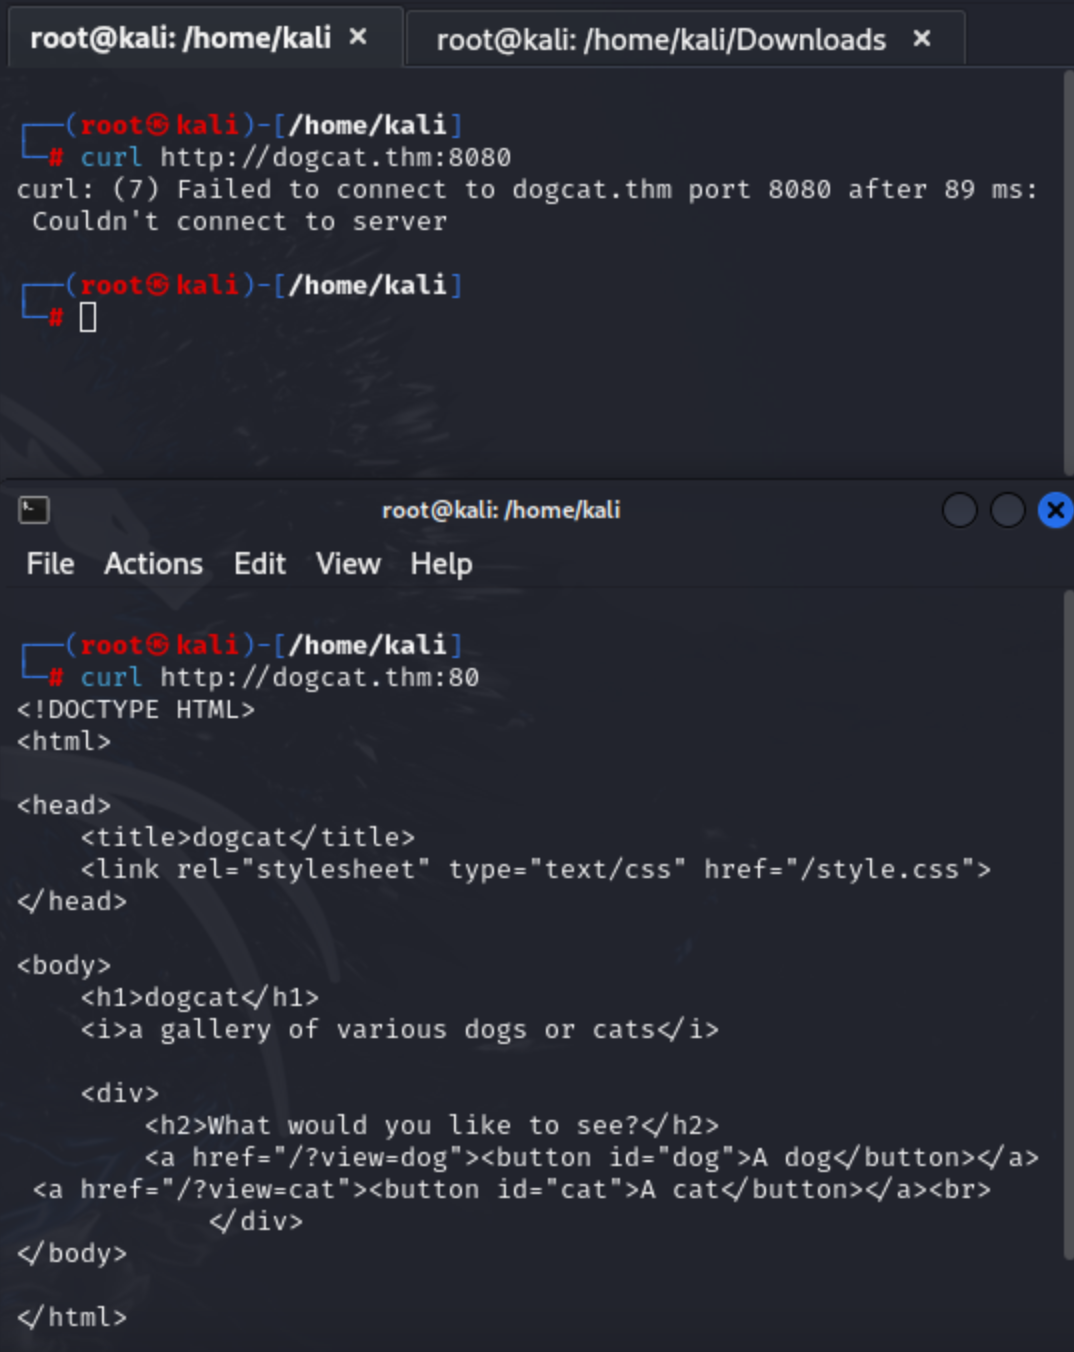 root@kali: /home/kali × root@kali: /home/kali/Downloads ×
┌──(root㉿kali)-[/home/kali]
└─# curl http://dogcat.thm:8080
curl: (7) Failed to connect to dogcat.thm port 8080 after 89 ms:
 Couldn't connect to server
┌──(root㉿kali)-[/home/kali]
└─#
root@kali: /home/kali
File Actions Edit View Help
┌──(root㉿kali)-[/home/kali]
└─# curl http://dogcat.thm:80
<!DOCTYPE HTML>
<html>
<head>
    <title>dogcat</title>
    <link rel="stylesheet" type="text/css" href="/style.css">
</head>
<body>
    <h1>dogcat</h1>
    <i>a gallery of various dogs or cats</i>
    <div>
        <h2>What would you like to see?</h2>
        <a href="/?view=dog"><button id="dog">A dog</button></a>
 <a href="/?view=cat"><button id="cat">A cat</button></a><br>
            </div>
</body>
</html>